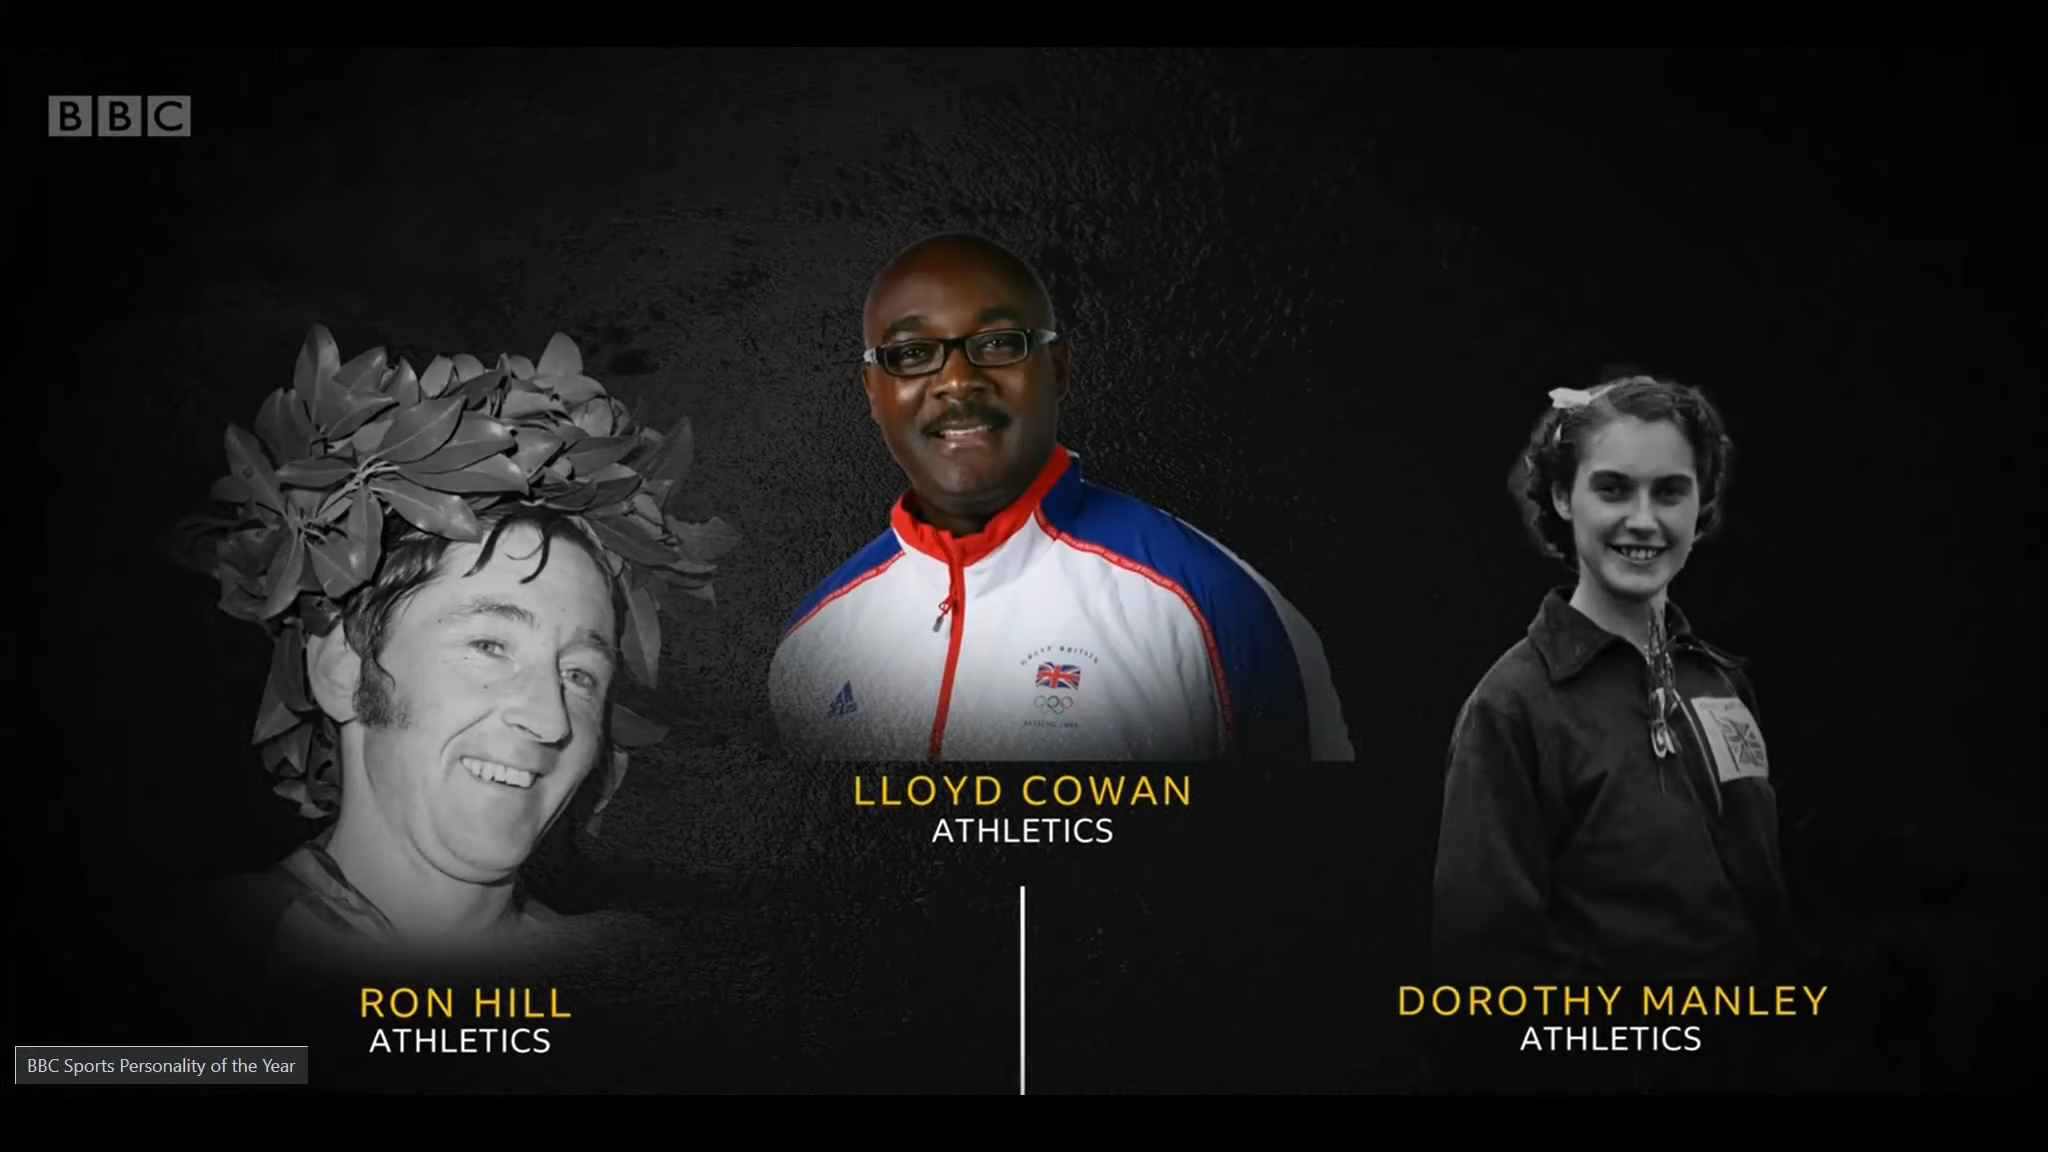 BBC
LLOYD COWAN
ATHLETICS
RON HILL
ATHLETICS
DOROTHY MANLEY
ATHLETICS
BBC Sports Personality of the Year